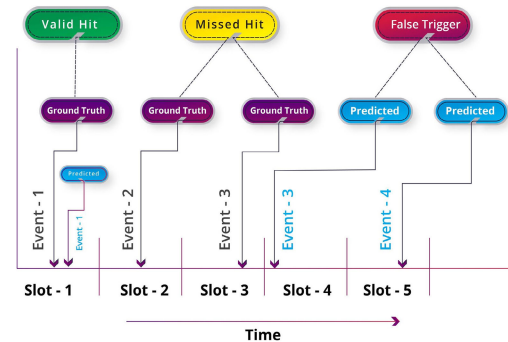 Valid Hit
Missed Hit
False Trigger
Ground Truth
Ground Truth
Ground Truth
Predicted
Predicted
Predicted
Event - 1
Event - 1
Event - 2
Event - 3
Event - 3
Event - 4
Slot - 1
Slot - 2
Slot - 3
Slot - 4
Slot - 5
Time